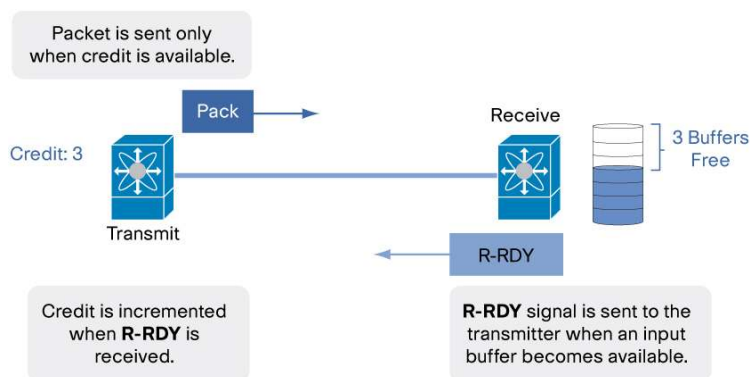 Packet is sent only
when credit is available.
Pack
Receive
Credit: 3
3 Buffers
Free
Transmit
R-RDY
Credit is incremented
when R-RDY is
received.
R-RDY signal is sent to the
transmitter when an input
buffer becomes available.